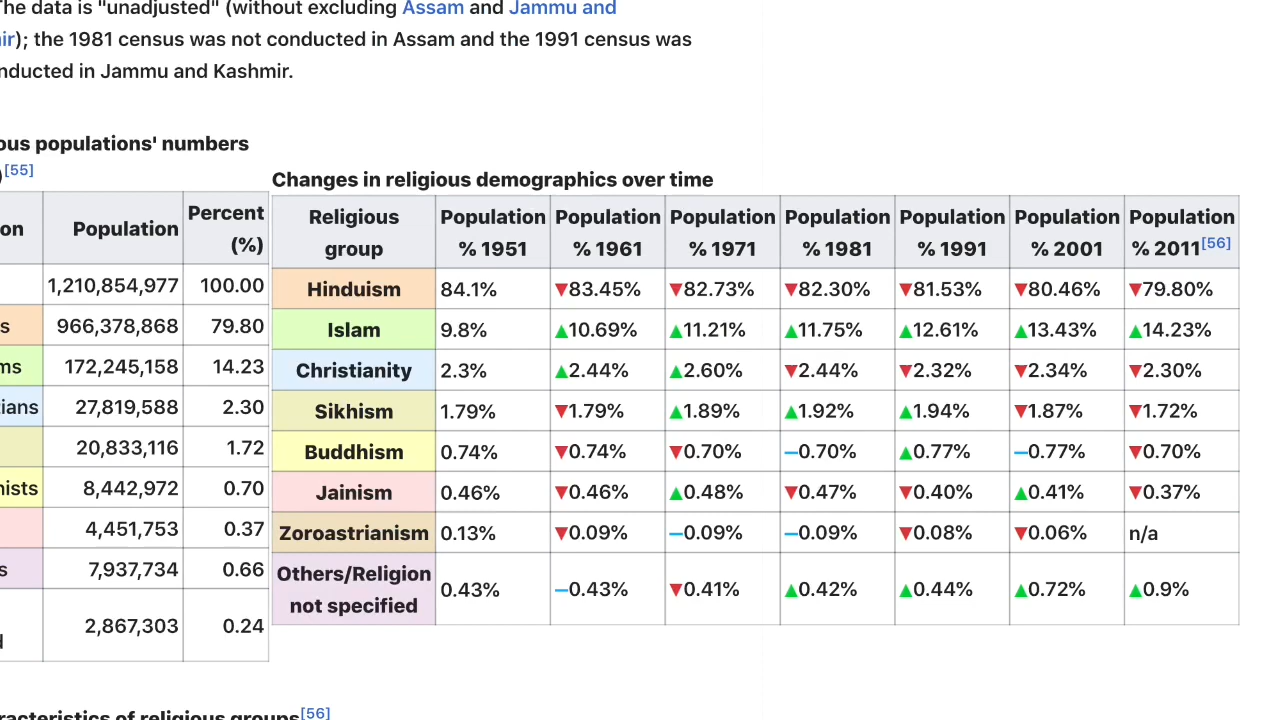 The data is "unadjusted" (without excluding Assam and Jammu and
ir); the 1981 census was not conducted in Assam and the 1991 census was
nducted in Jammu and Kashmir.
ous populations' numbers
)[55]
on Population Percent (%)
1,210,854,977 100.00
s 966,378,868 79.80
ms 172,245,158 14.23
tians 27,819,588 2.30
20,833,116 1.72
nists 8,442,972 0.70
4,451,753 0.37
s 7,937,734 0.66
d 2,867,303 0.24
Changes in religious demographics over time
Religious group Population % 1951 Population % 1961 Population % 1971 Population % 1981 Population % 1991 Population % 2001 Population % 2011[56]
Hinduism 84.1% ▼83.45% ▼82.73% ▼82.30% ▼81.53% ▼80.46% ▼79.80%
Islam 9.8% ▲10.69% ▲11.21% ▲11.75% ▲12.61% ▲13.43% ▲14.23%
Christianity 2.3% ▲2.44% ▲2.60% ▼2.44% ▼2.32% ▼2.34% ▼2.30%
Sikhism 1.79% ▼1.79% ▲1.89% ▲1.92% ▲1.94% ▼1.87% ▼1.72%
Buddhism 0.74% ▼0.74% ▼0.70% –0.70% ▲0.77% –0.77% ▼0.70%
Jainism 0.46% ▼0.46% ▲0.48% ▼0.47% ▼0.40% ▲0.41% ▼0.37%
Zoroastrianism 0.13% ▼0.09% –0.09% –0.09% ▼0.08% ▼0.06% n/a
Others/Religion not specified 0.43% –0.43% ▼0.41% ▲0.42% ▲0.44% ▲0.72% ▲0.9%
racteristics of religious groups[56]